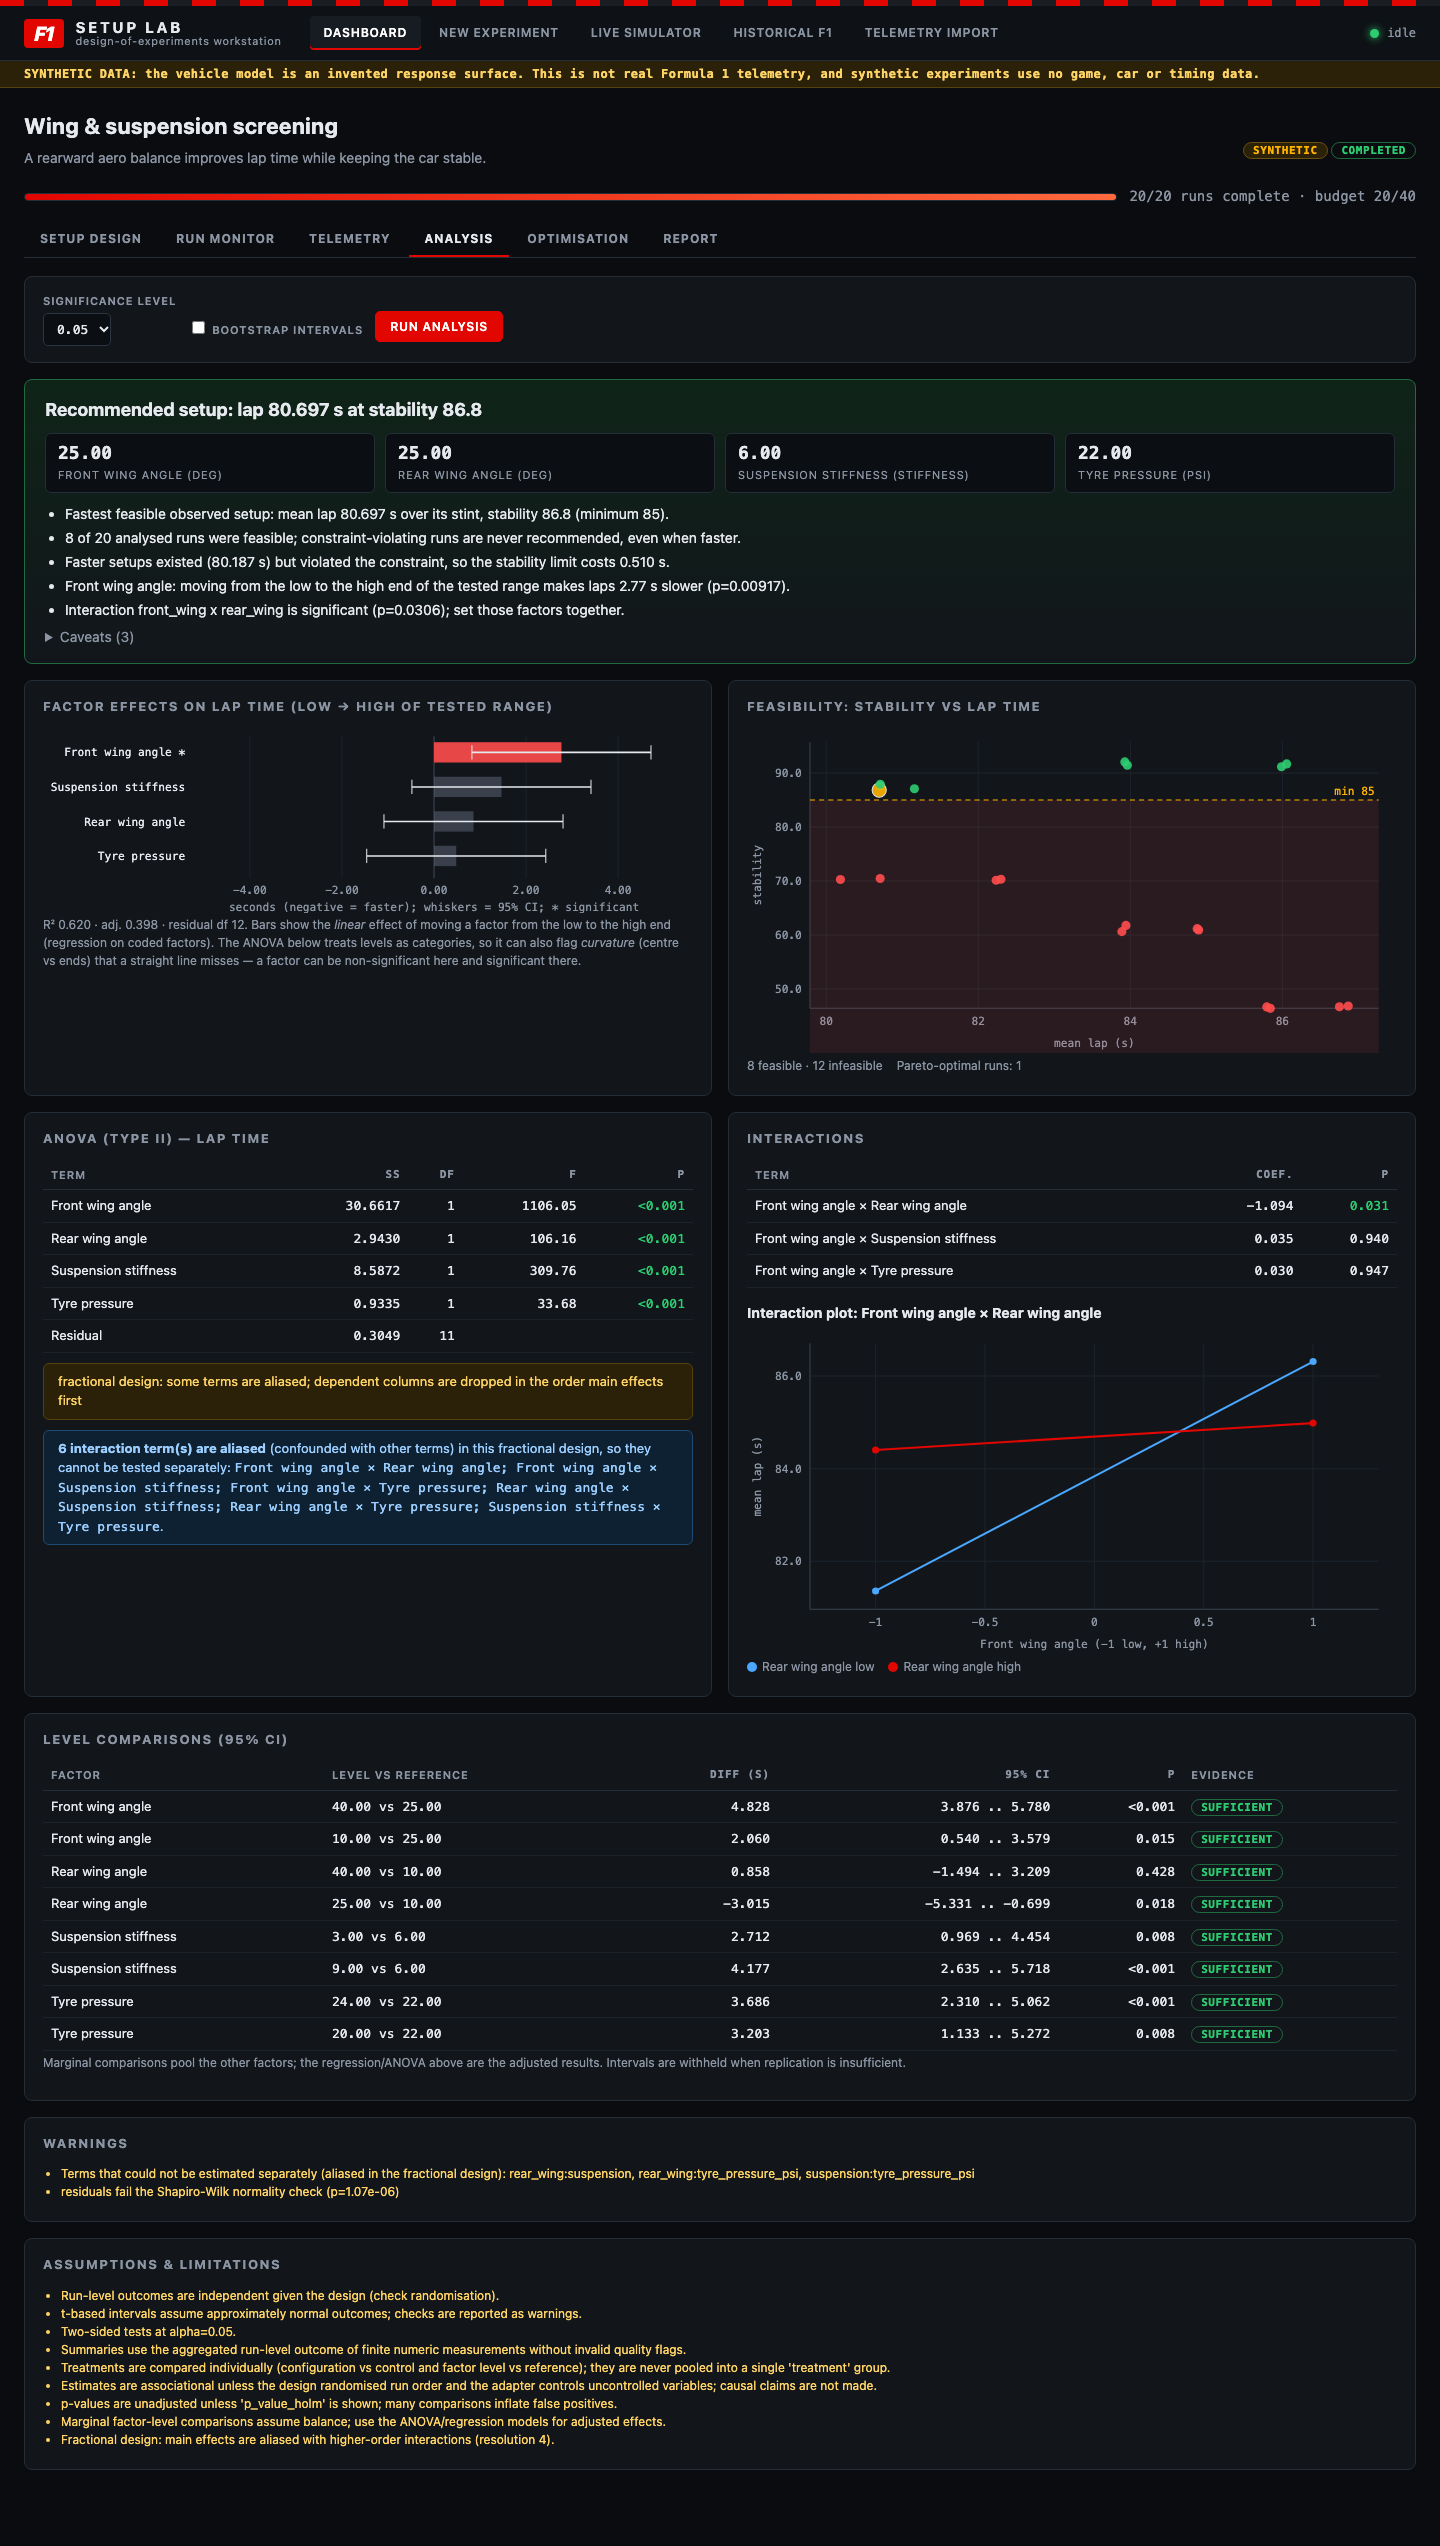 F1
SETUP LAB
design-of-experiments workstation
DASHBOARD
NEW EXPERIMENT
LIVE SIMULATOR
HISTORICAL F1
TELEMETRY IMPORT
idle
SYNTHETIC DATA: the vehicle model is an invented response surface. This is not real Formula 1 telemetry, and synthetic experiments use no game, car or timing data.
Wing & suspension screening
A rearward aero balance improves lap time while keeping the car stable.
SYNTHETIC
COMPLETED
20/20 runs complete · budget 20/40
SETUP DESIGN
RUN MONITOR
TELEMETRY
ANALYSIS
OPTIMISATION
REPORT
SIGNIFICANCE LEVEL
0.05
BOOTSTRAP INTERVALS
RUN ANALYSIS
Recommended setup: lap 80.697 s at stability 86.8
25.00
FRONT WING ANGLE (DEG)
25.00
REAR WING ANGLE (DEG)
6.00
SUSPENSION STIFFNESS (STIFFNESS)
22.00
TYRE PRESSURE (PSI)
• Fastest feasible observed setup: mean lap 80.697 s over its stint, stability 86.8 (minimum 85).
• 8 of 20 analysed runs were feasible; constraint-violating runs are never recommended, even when faster.
• Faster setups existed (80.187 s) but violated the constraint, so the stability limit costs 0.510 s.
• Front wing angle: moving from the low to the high end of the tested range makes laps 2.77 s slower (p=0.00917).
• Interaction front_wing x rear_wing is significant (p=0.0306); set those factors together.
▶ Caveats (3)
FACTOR EFFECTS ON LAP TIME (LOW → HIGH OF TESTED RANGE)
Front wing angle *
Suspension stiffness
Rear wing angle
Tyre pressure
−4.00 −2.00 0.00 2.00 4.00
seconds (negative = faster); whiskers = 95% CI; * significant
R² 0.620 · adj. 0.398 · residual df 12. Bars show the linear effect of moving a factor from the low to the high end
(regression on coded factors). The ANOVA below treats levels as categories, so it can also flag curvature (centre
vs ends) that a straight line misses — a factor can be non-significant here and significant there.
FEASIBILITY: STABILITY VS LAP TIME
90.0
80.0
70.0
60.0
50.0
stability
min 85
80 82 84 86
mean lap (s)
8 feasible · 12 infeasible Pareto-optimal runs: 1
ANOVA (TYPE II) — LAP TIME
TERM SS DF F P
Front wing angle 30.6617 1 1106.05 <0.001
Rear wing angle 2.9430 1 106.16 <0.001
Suspension stiffness 8.5872 1 309.76 <0.001
Tyre pressure 0.9335 1 33.68 <0.001
Residual 0.3049 11
fractional design: some terms are aliased; dependent columns are dropped in the order main effects
first
6 interaction term(s) are aliased (confounded with other terms) in this fractional design, so they
cannot be tested separately: Front wing angle × Rear wing angle; Front wing angle ×
Suspension stiffness; Front wing angle × Tyre pressure; Rear wing angle ×
Suspension stiffness; Rear wing angle × Tyre pressure; Suspension stiffness ×
Tyre pressure.
INTERACTIONS
TERM COEF. P
Front wing angle × Rear wing angle −1.094 0.031
Front wing angle × Suspension stiffness 0.035 0.940
Front wing angle × Tyre pressure 0.030 0.947
Interaction plot: Front wing angle × Rear wing angle
86.0
84.0
82.0
mean lap (s)
−1 −0.5 0 0.5 1
Front wing angle (−1 low, +1 high)
Rear wing angle low
Rear wing angle high
LEVEL COMPARISONS (95% CI)
FACTOR LEVEL VS REFERENCE DIFF (S) 95% CI P EVIDENCE
Front wing angle 40.00 vs 25.00 4.828 3.876 .. 5.780 <0.001 SUFFICIENT
Front wing angle 10.00 vs 25.00 2.060 0.540 .. 3.579 0.015 SUFFICIENT
Rear wing angle 40.00 vs 10.00 0.858 −1.494 .. 3.209 0.428 SUFFICIENT
Rear wing angle 25.00 vs 10.00 −3.015 −5.331 .. −0.699 0.018 SUFFICIENT
Suspension stiffness 3.00 vs 6.00 2.712 0.969 .. 4.454 0.008 SUFFICIENT
Suspension stiffness 9.00 vs 6.00 4.177 2.635 .. 5.718 <0.001 SUFFICIENT
Tyre pressure 24.00 vs 22.00 3.686 2.310 .. 5.062 <0.001 SUFFICIENT
Tyre pressure 20.00 vs 22.00 3.203 1.133 .. 5.272 0.008 SUFFICIENT
Marginal comparisons pool the other factors; the regression/ANOVA above are the adjusted results. Intervals are withheld when replication is insufficient.
WARNINGS
• Terms that could not be estimated separately (aliased in the fractional design): rear_wing:suspension, rear_wing:tyre_pressure_psi, suspension:tyre_pressure_psi
• residuals fail the Shapiro-Wilk normality check (p=1.07e-06)
ASSUMPTIONS & LIMITATIONS
• Run-level outcomes are independent given the design (check randomisation).
• t-based intervals assume approximately normal outcomes; checks are reported as warnings.
• Two-sided tests at alpha=0.05.
• Summaries use the aggregated run-level outcome of finite numeric measurements without invalid quality flags.
• Treatments are compared individually (configuration vs control and factor level vs reference); they are never pooled into a single 'treatment' group.
• Estimates are associational unless the design randomised run order and the adapter controls uncontrolled variables; causal claims are not made.
• p-values are unadjusted unless 'p_value_holm' is shown; many comparisons inflate false positives.
• Marginal factor-level comparisons assume balance; use the ANOVA/regression models for adjusted effects.
• Fractional design: main effects are aliased with higher-order interactions (resolution 4).